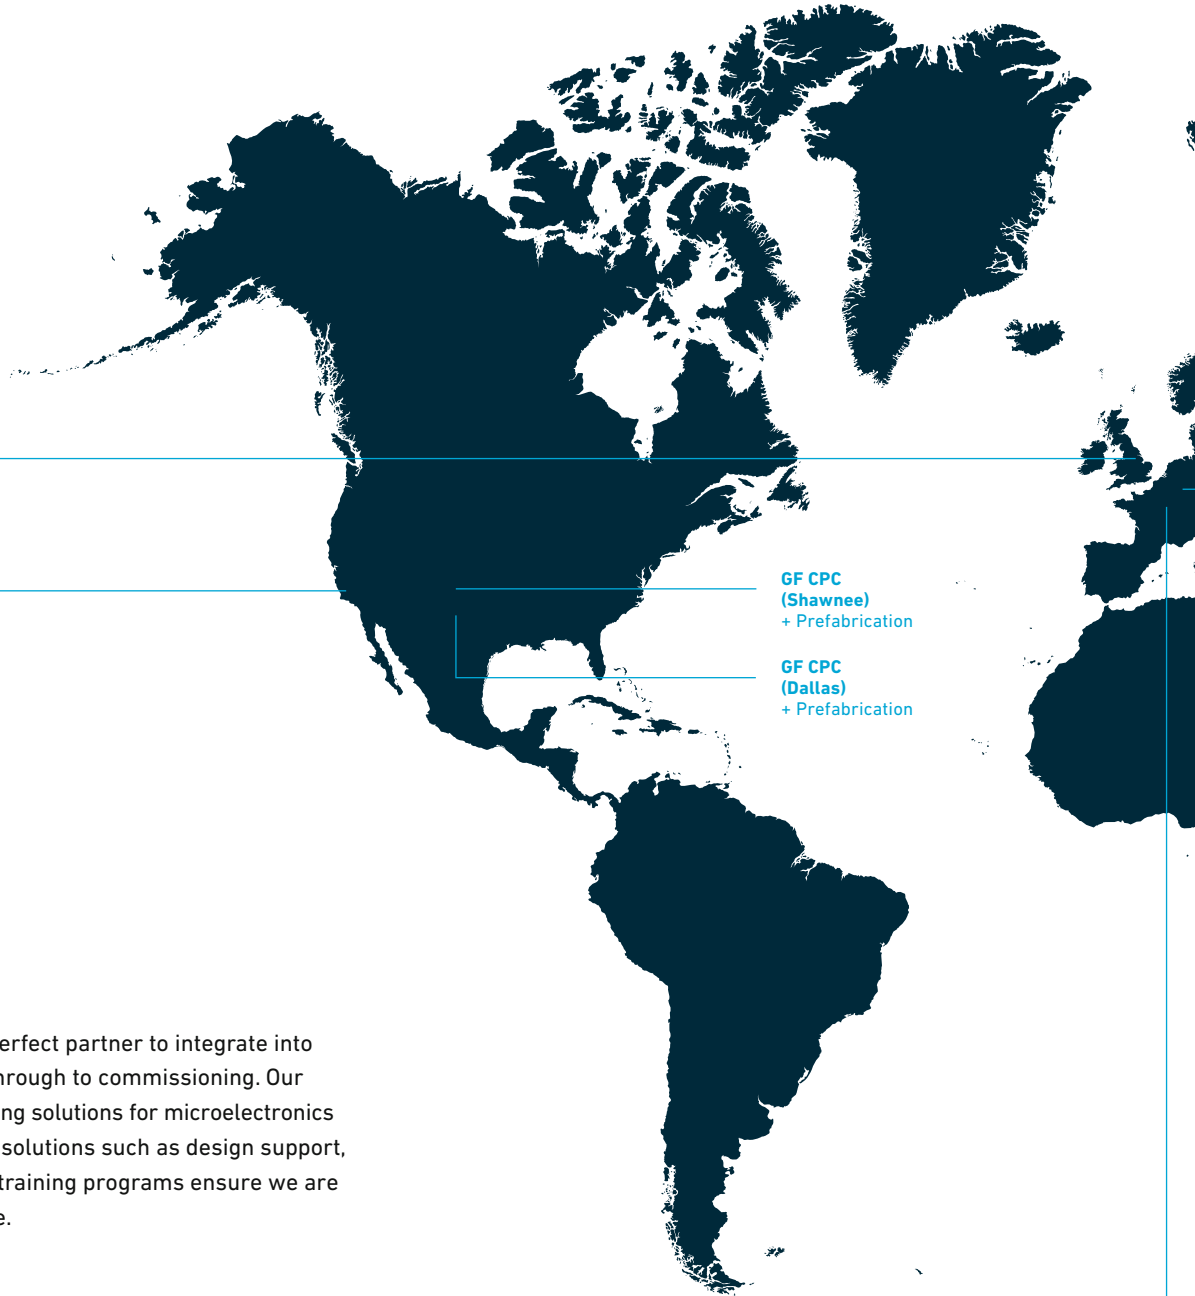 GF CPC
(Shawnee)
+ Prefabrication
GF CPC
(Dallas)
+ Prefabrication
erfect partner to integrate into
hrough to commissioning. Our
ng solutions for microelectronics
solutions such as design support,
training programs ensure we are
e.